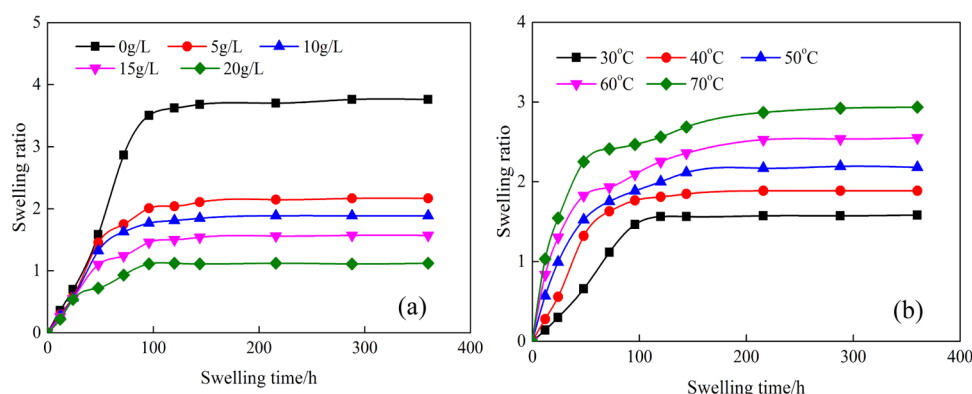 5
4
3
2
1
0
0g/L 5g/L 10g/L
15g/L 20g/L
(a)
0 100 200 300 400
Swelling time/h
Swelling ratio
4
3
2
1
0
30°C 40°C 50°C
60°C 70°C
(b)
0 100 200 300 400
Swelling time/h
Swelling ratio